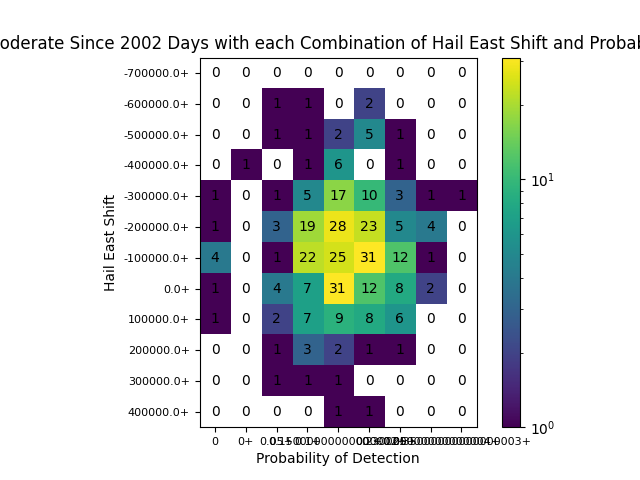 oderate Since 2002 Days with each Combination of Hail East Shift and Probab
-700000.0+ 0 0 0 0 0 0 0 0 0
-600000.0+ 0 0 1 1 0 2 0 0 0
-500000.0+ 0 0 1 1 2 5 1 0 0
-400000.0+ 0 1 0 1 6 0 1 0 0
-300000.0+ 1 0 1 5 17 10 3 1 1
-200000.0+ 1 0 3 19 28 23 5 4 0
-100000.0+ 4 0 1 22 25 31 12 1 0
0.0+ 1 0 4 7 31 12 8 2 0
100000.0+ 1 0 2 7 9 8 6 0 0
200000.0+ 0 0 1 3 2 1 1 0 0
300000.0+ 0 0 1 1 1 0 0 0 0
400000.0+ 0 0 0 0 1 1 0 0 0
0 0+
Probability of Detection
Hail East Shift
10^1
10^0